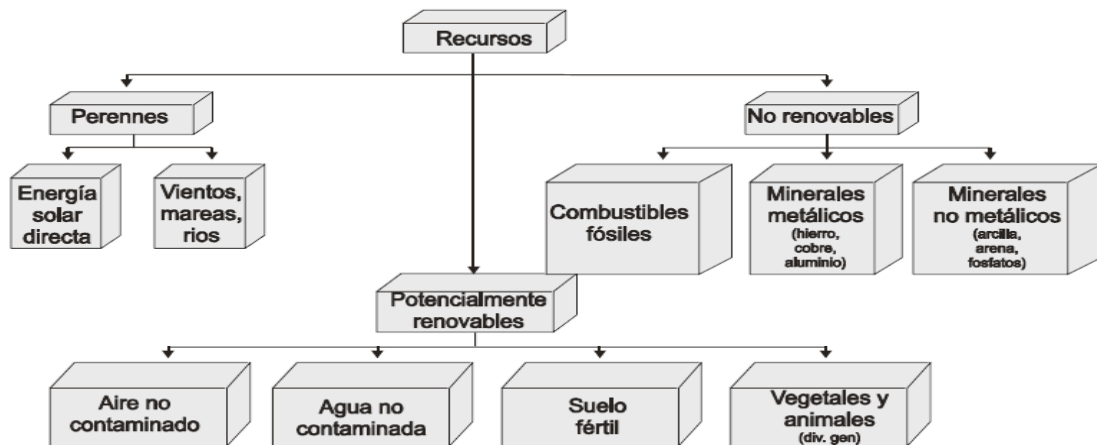 Recursos
Perennes
No renovables
Energía
solar
directa
Vientos,
mareas,
rios
Combustibles
fósiles
Minerales
metálicos
(hierro,
cobre,
aluminio)
Minerales
no metálicos
(arcilla,
arena,
fosfatos)
Potencialmente
renovables
Aire no
contaminado
Agua no
contaminada
Suelo
fértil
Vegetales y
animales
(div. gen)